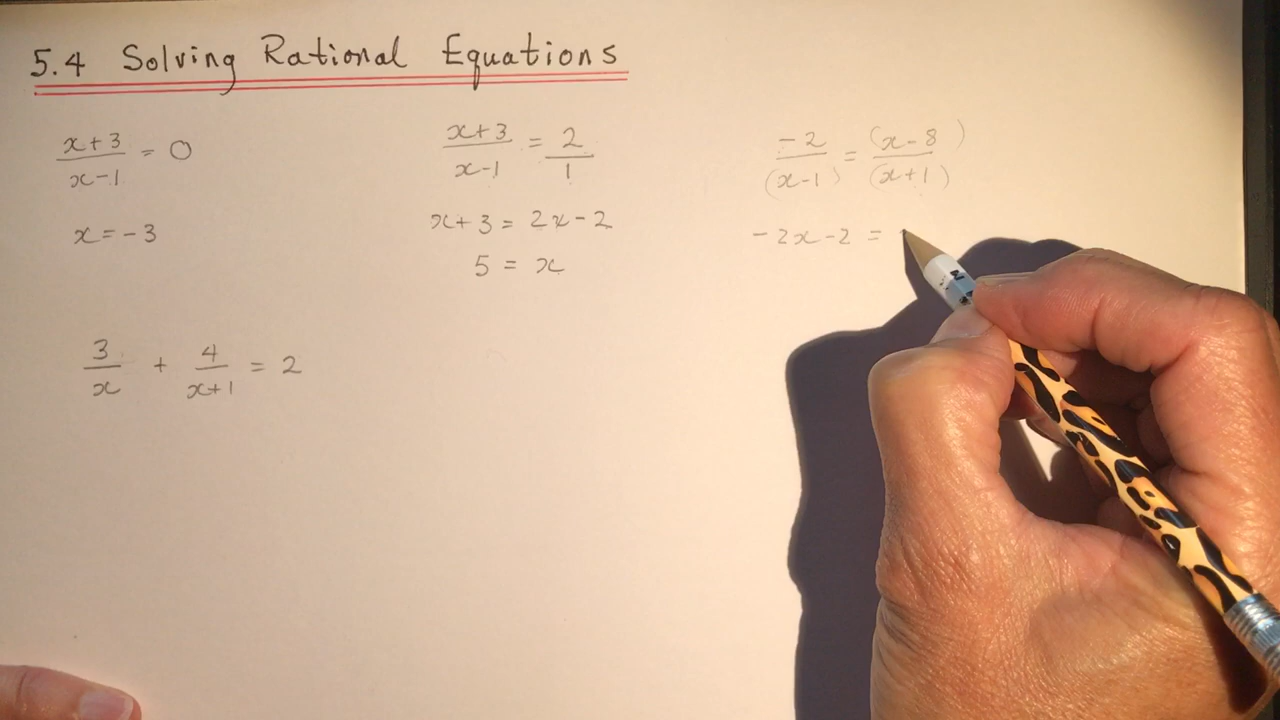 5.4 Solving Rational Equations
x+3/x-1 = 0
x = -3
x+3/x-1 = 2/1
x+3 = 2x-2
5 = x
-2/(x-1) = (x-8)/(x+1)
-2x-2 =
3/x + 4/x+1 = 2